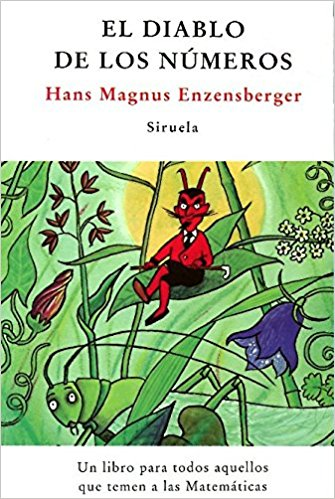 EL DIABLO
DE LOS NÚMEROS
Hans Magnus Enzensberger
Siruela
Un libro para todos aquellos
que temen a las Matemáticas